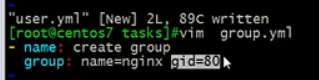 ~
"user.yml" [New] 2L, 89C written
[root@centos7 tasks]#vim  group.yml
- name: create group
  group: name=nginx gid=80
~